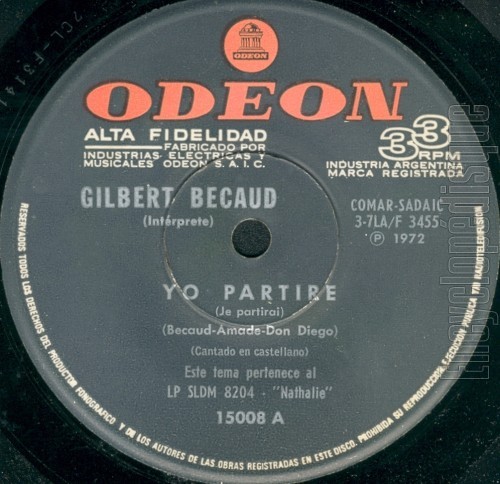 ODEON
ODEON
ALTA FIDELIDAD
FABRICADO POR
INDUSTRIAS ELECTRICAS Y
MUSICALES ODEON S.A.I.C.
33
RPM
INDUSTRIA ARGENTINA
MARCA REGISTRADA
GILBERT BECAUD
(Intérprete)
COMAR-SADAIC
3-7LA/F 3455
Ⓟ 1972
YO PARTIRE
(Je partirai)
(Becaud-Amade-Don Diego)
(Cantado en castellano)
Este tema pertenece al
LP SLDM 8204 - "Nathalie"
15008 A
RESERVADOS TODOS LOS DERECHOS DEL PRODUCTOR FONOGRAFICO Y DE LOS AUTORES DE LAS OBRAS REGISTRADAS EN ESTE DISCO. PROHIBIDA SU REPRODUCCION, EJECUCION PUBLICA Y/O RADIOTELEDIFUSION
Encyclopédisque